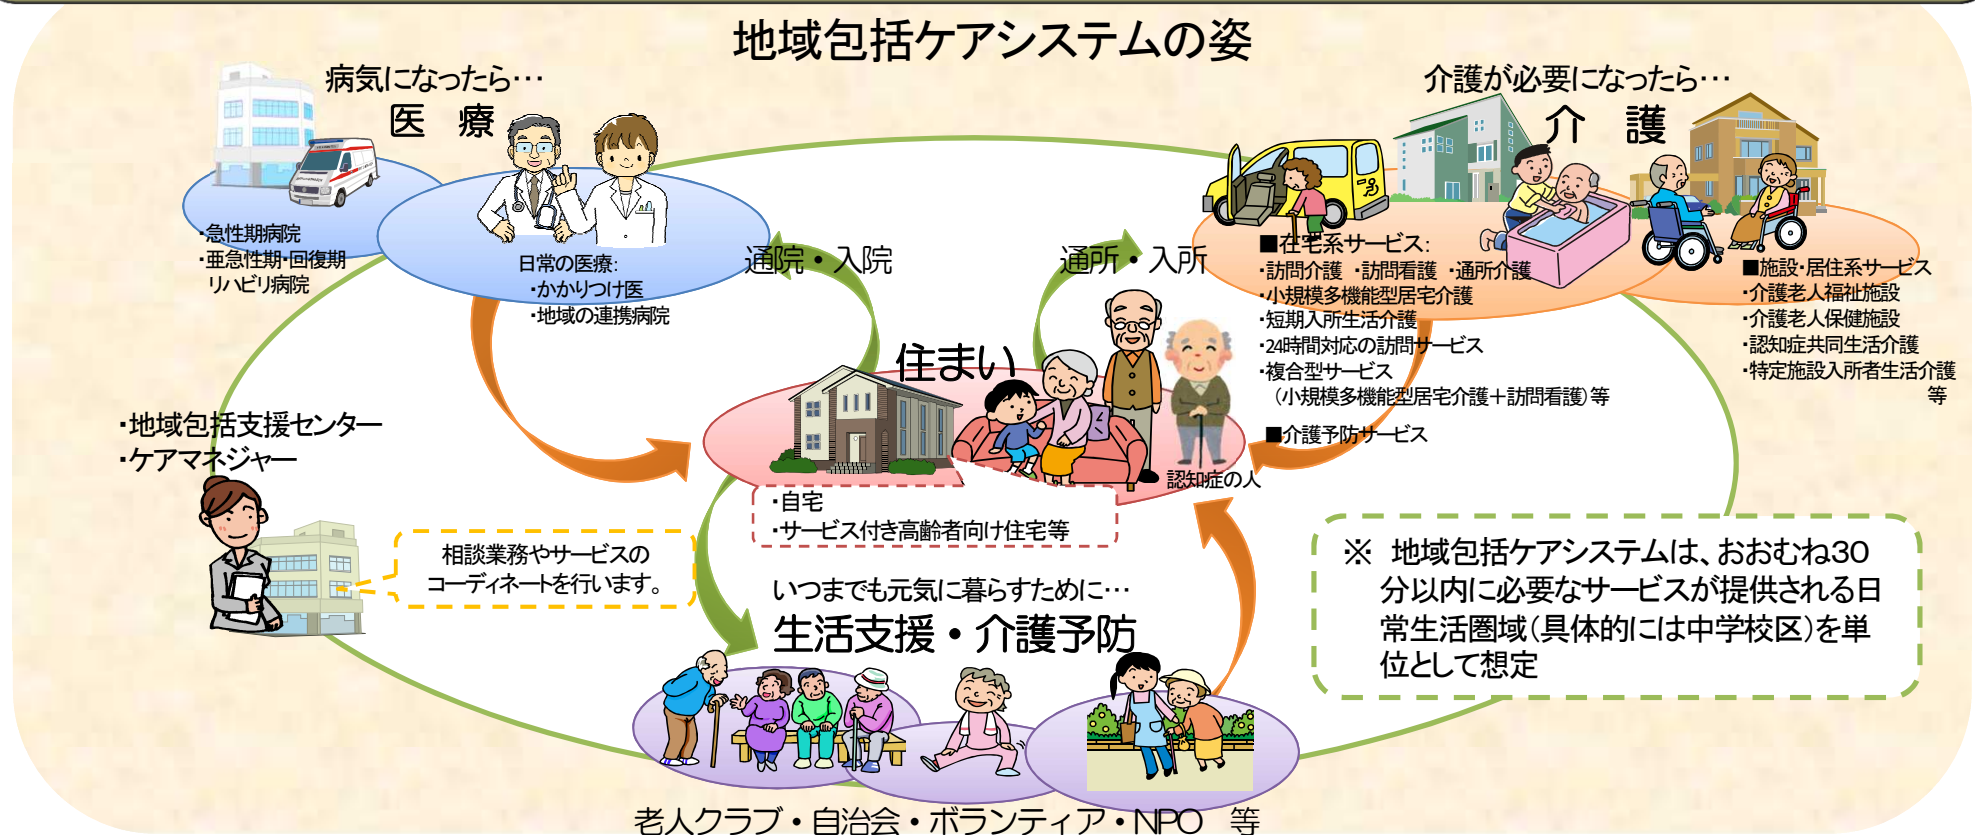 地域包括ケアシステムの姿
病気になったら…
医　療
・急性期病院
・亜急性期・回復期
リハビリ病院
日常の医療：
・かかりつけ医
・地域の連携病院
通院・入院
通所・入所
介護が必要になったら…
介　護
■在宅系サービス：
・訪問介護 ・訪問看護 ・通所介護
・小規模多機能型居宅介護
・短期入所生活介護
・24時間対応の訪問サービス
・複合型サービス
（小規模多機能型居宅介護＋訪問看護）等
■介護予防サービス
■施設・居住系サービス
・介護老人福祉施設
・介護老人保健施設
・認知症共同生活介護
・特定施設入所者生活介護
等
住まい
認知症の人
・自宅
・サービス付き高齢者向け住宅等
・地域包括支援センター
・ケアマネジャー
相談業務やサービスの
コーディネートを行います。
いつまでも元気に暮らすために…
生活支援・介護予防
老人クラブ・自治会・ボランティア・NPO　等
※　地域包括ケアシステムは、おおむね30
分以内に必要なサービスが提供される日
常生活圏域（具体的には中学校区）を単
位として想定